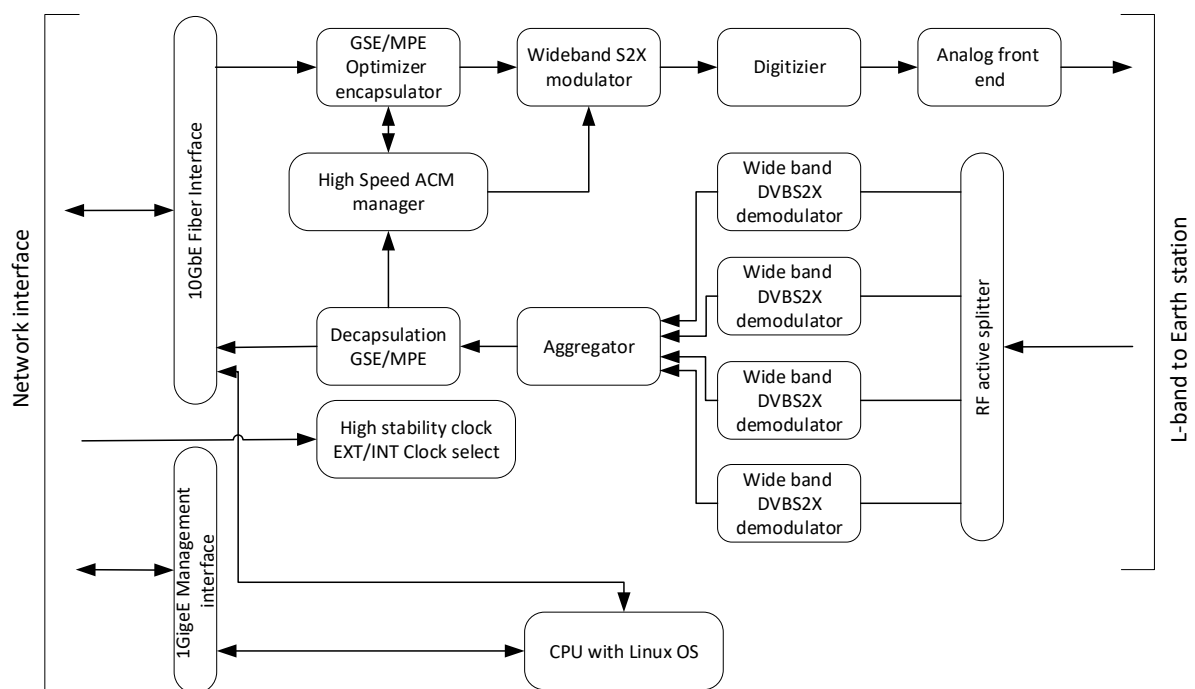 Network interface
10GbE Fiber Interface
GSE/MPE
Optimizer
encapsulator
Wideband S2X
modulator
Digitizier
Analog front
end
High Speed ACM
manager
Wide band
DVBS2X
demodulator
Wide band
DVBS2X
demodulator
Decapsulation
GSE/MPE
Aggregator
Wide band
DVBS2X
demodulator
Wide band
DVBS2X
demodulator
RF active splitter
L-band to Earth station
High stability clock
EXT/INT Clock select
1GigeE Management
interface
CPU with Linux OS